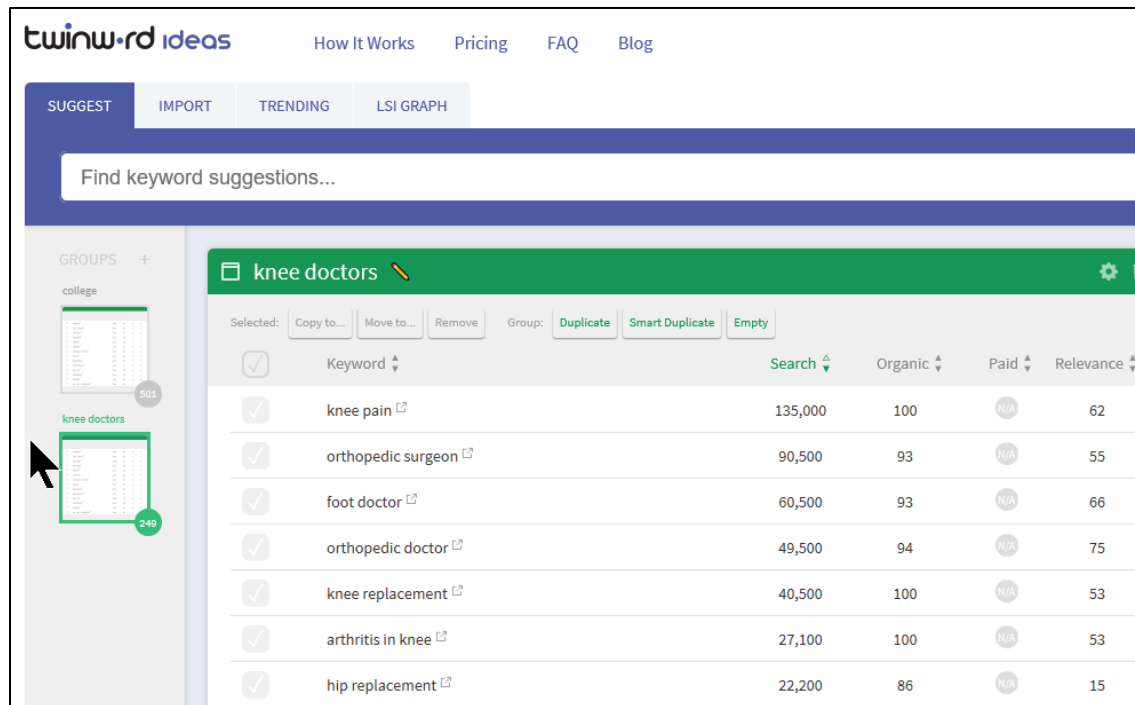 twinword ideas How It Works Pricing FAQ Blog
SUGGEST IMPORT TRENDING LSI GRAPH
Find keyword suggestions...
GROUPS +
college
501
knee doctors
249
knee doctors
Selected: Copy to... Move to... Remove Group: Duplicate Smart Duplicate Empty
Keyword Search Organic Paid Relevance
knee pain 135,000 100 N/A 62
orthopedic surgeon 90,500 93 N/A 55
foot doctor 60,500 93 N/A 66
orthopedic doctor 49,500 94 N/A 75
knee replacement 40,500 100 N/A 53
arthritis in knee 27,100 100 N/A 53
hip replacement 22,200 86 N/A 15